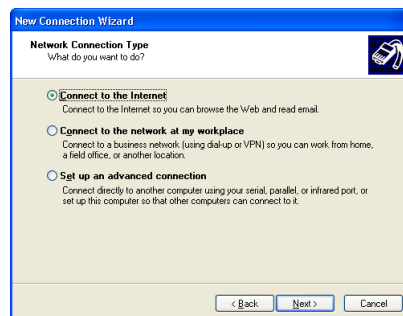 New Connection Wizard
Network Connection Type
What do you want to do?
Connect to the Internet
Connect to the Internet so you can browse the Web and read email.
Connect to the network at my workplace
Connect to a business network (using dial-up or VPN) so you can work from home,
a field office, or another location.
Set up an advanced connection
Connect directly to another computer using your serial, parallel, or infrared port, or
set up this computer so that other computers can connect to it.
< Back Next > Cancel